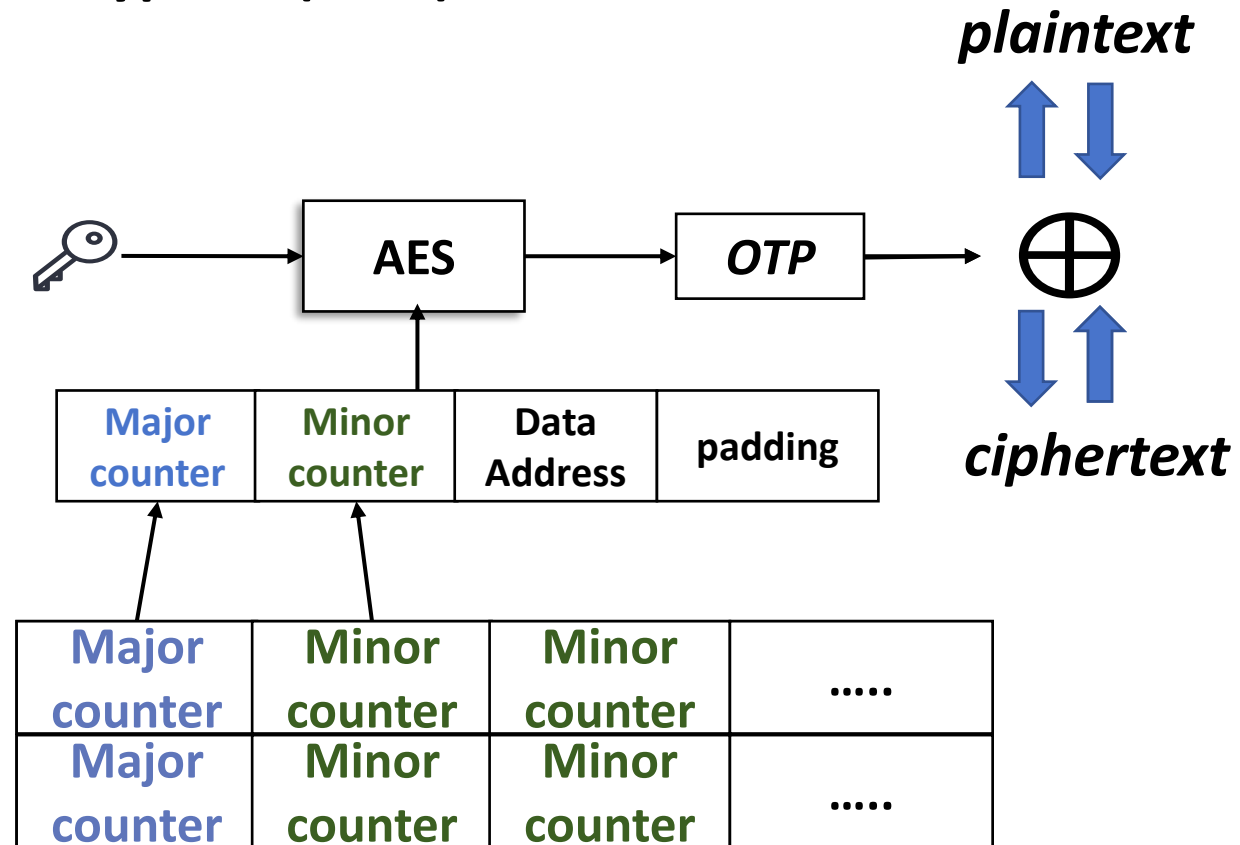 plaintext
AES
OTP
Major
counter
Minor
counter
Data
Address
padding
ciphertext
Major
counter
Minor
counter
Minor
counter
.....
Major
counter
Minor
counter
Minor
counter
.....